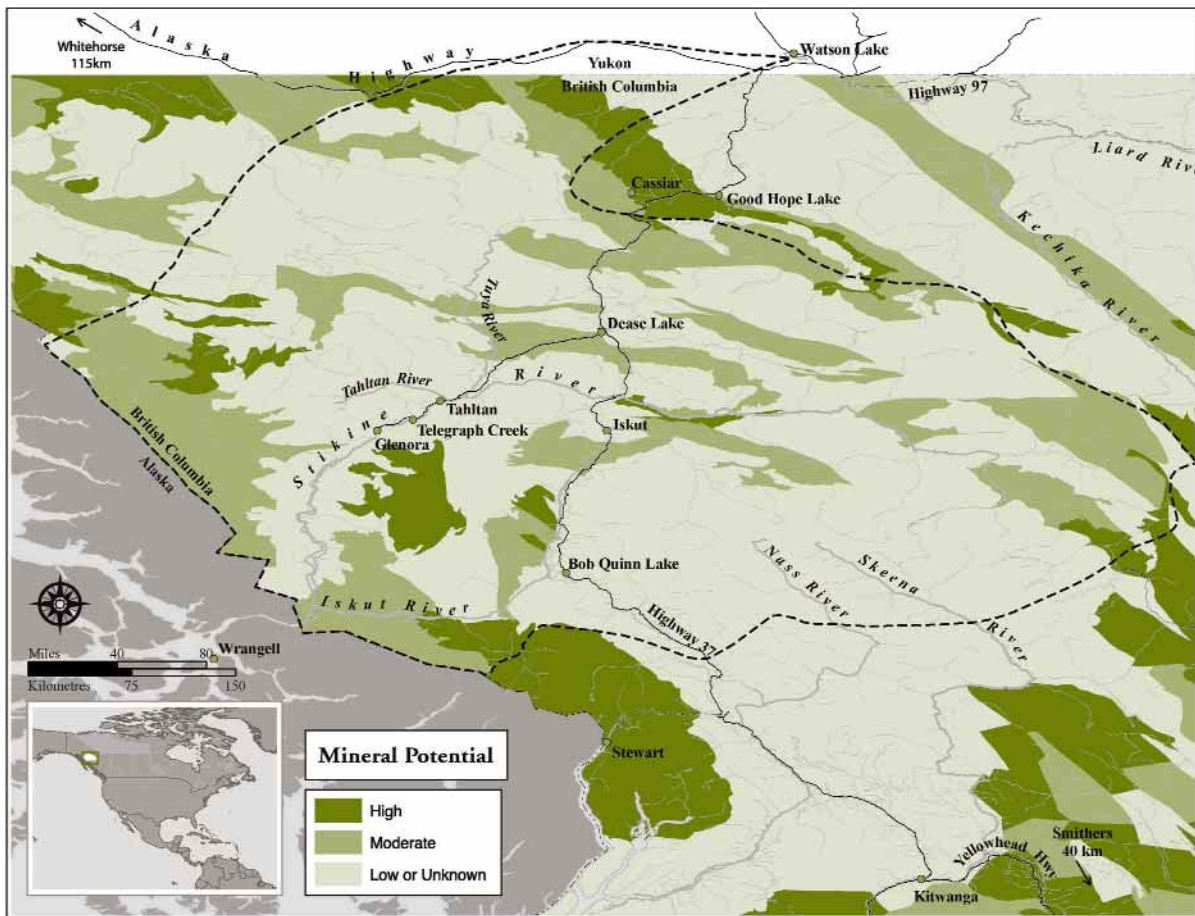 Alaska
Whitehorse
115km
Highway
Watson Lake
Yukon
British Columbia
Highway 97
Liard River
Cassiar
Good Hope Lake
Kechika River
Tuya River
Dease Lake
Tahltan River
River
Tahltan
Telegraph Creek
Glenora
Iskut
Stikine
British Columbia
Alaska
Bob Quinn Lake
Nass River
Skeena
River
Iskut River
Highway 37
Miles 40 80
Kilometres 75 150
Wrangell
Stewart
Mineral Potential
High
Moderate
Low or Unknown
Smithers
40 km
Yellowhead Hwy
Kitwanga